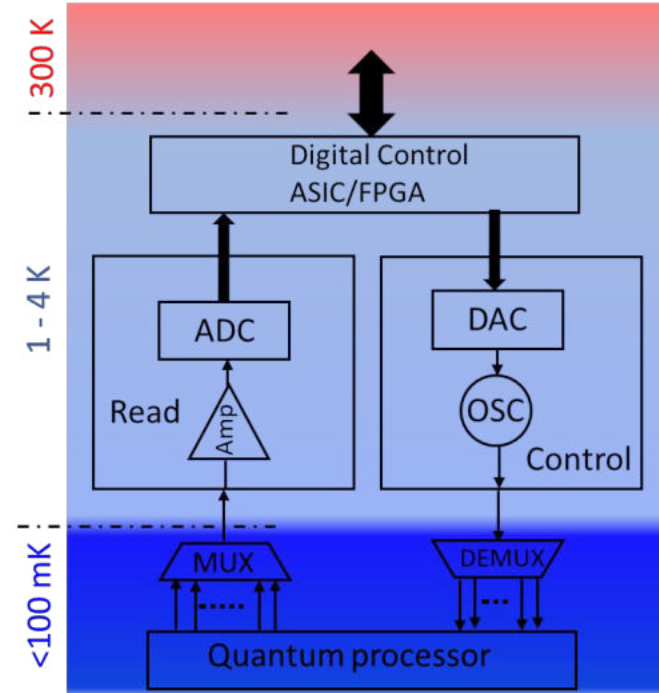 300 K
Digital Control
ASIC/FPGA
1 - 4 K
ADC
DAC
Read
Amp
OSC
Control
<100 mK
MUX
DEMUX
Quantum processor